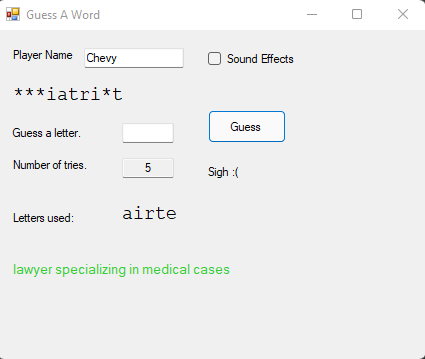 Guess A Word
Player Name Chevy Sound Effects
***iatri*t
Guess a letter. Guess
Number of tries. 5
Sigh :(
Letters used: airte
lawyer specializing in medical cases